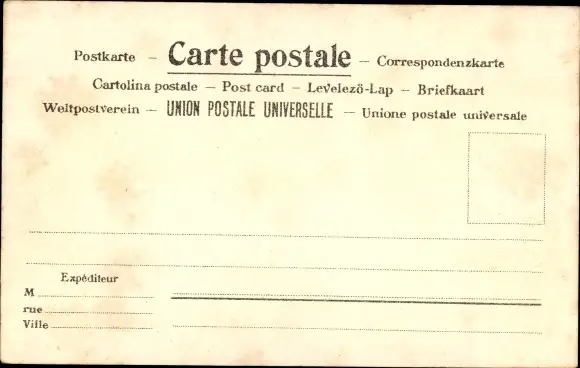 Postkarte – Carte postale – Correspondenzkarte
Cartolina postale – Post card – Levelező-Lap – Briefkaart
Weltpostverein – UNION POSTALE UNIVERSELLE – Unione postale universale
Expéditeur
M
rue
Ville